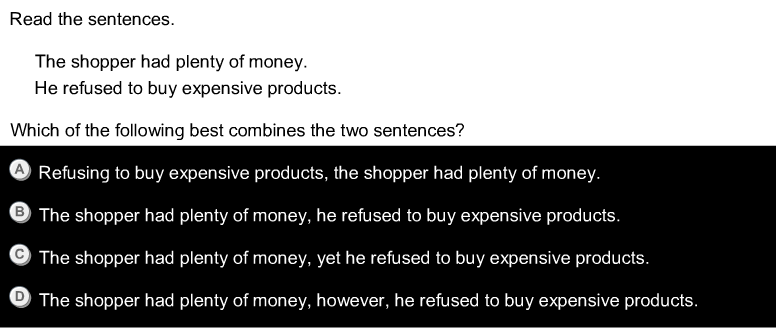 Read the sentences.
The shopper had plenty of money.
He refused to buy expensive products.
Which of the following best combines the two sentences?
A Refusing to buy expensive products, the shopper had plenty of money.
B The shopper had plenty of money, he refused to buy expensive products.
C The shopper had plenty of money, yet he refused to buy expensive products.
D The shopper had plenty of money, however, he refused to buy expensive products.